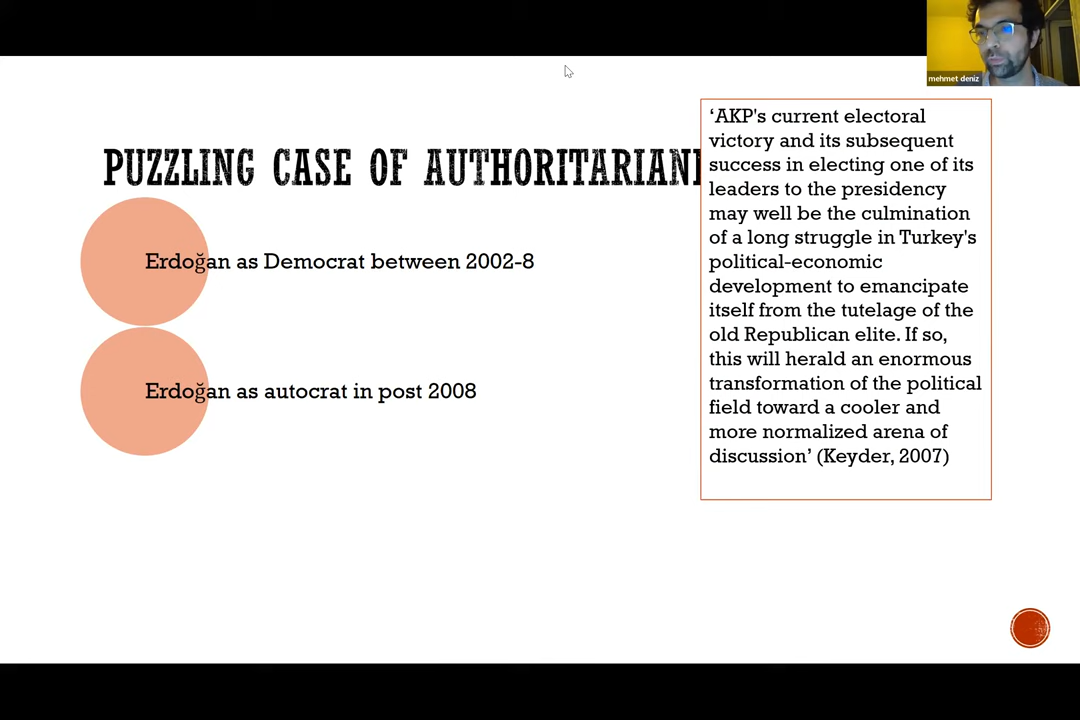 mehmet deniz
PUZZLING CASE OF
Erdoğan as Democrat between 2002-8
Erdoğan as autocrat in post 2008
‘AKP's current electoral
victory and its subsequent
success in electing one of its
leaders to the presidency
may well be the culmination
of a long struggle in Turkey's
political-economic
development to emancipate
itself from the tutelage of the
old Republican elite. If so,
this will herald an enormous
transformation of the political
field toward a cooler and
more normalized arena of
discussion’ (Keyder, 2007)